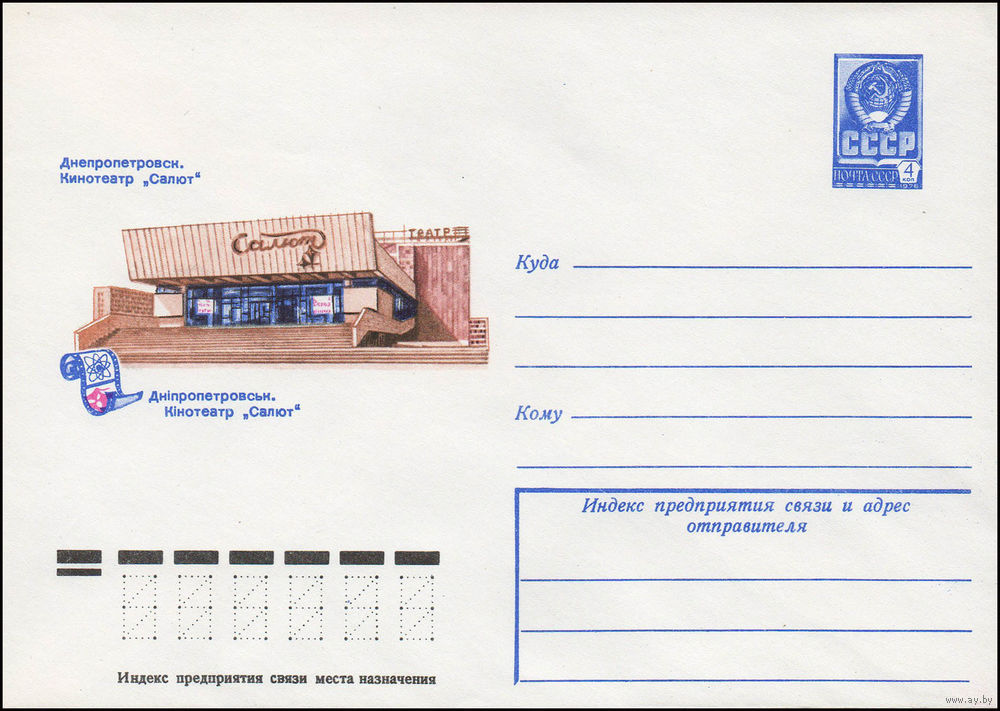 Днепропетровск.
Кинотеатр „Салют“
Салют
ТЕАТР
Дніпропетровськ.
Кінотеатр „Салют“
СССР
ПОЧТА СССР
4
коп
1976
Куда
Кому
Индекс предприятия связи и адрес
отправителя
Индекс предприятия связи места назначения
www.ay.by